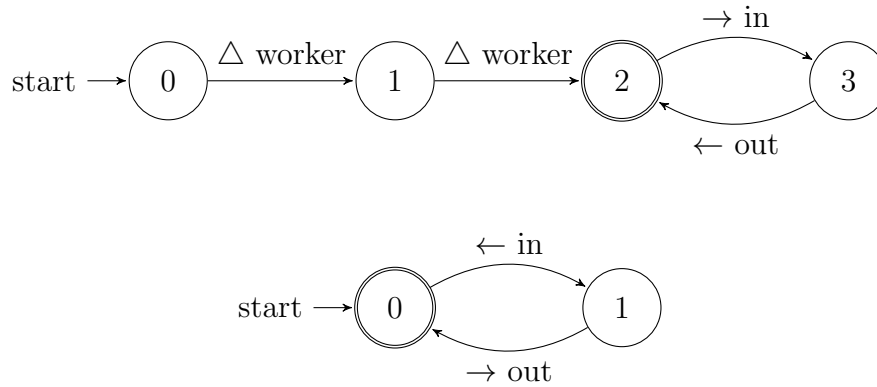 → in
△ worker △ worker
start 0 1 2 3
← out
← in
start 0 1
→ out